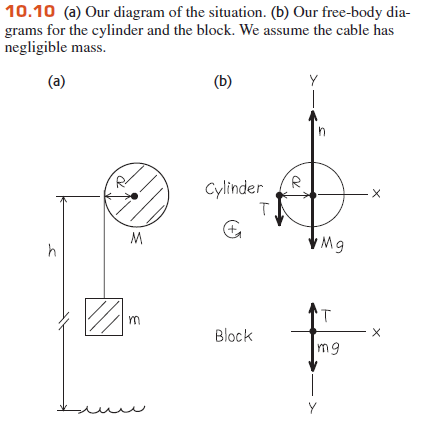 10.10 (a) Our diagram of the situation. (b) Our free-body dia-
grams for the cylinder and the block. We assume the cable has
negligible mass.
(a)
R
M
h
m
(b)
Y
n
Cylinder
R
X
T
+
Mg
Block
T
X
mg
Y